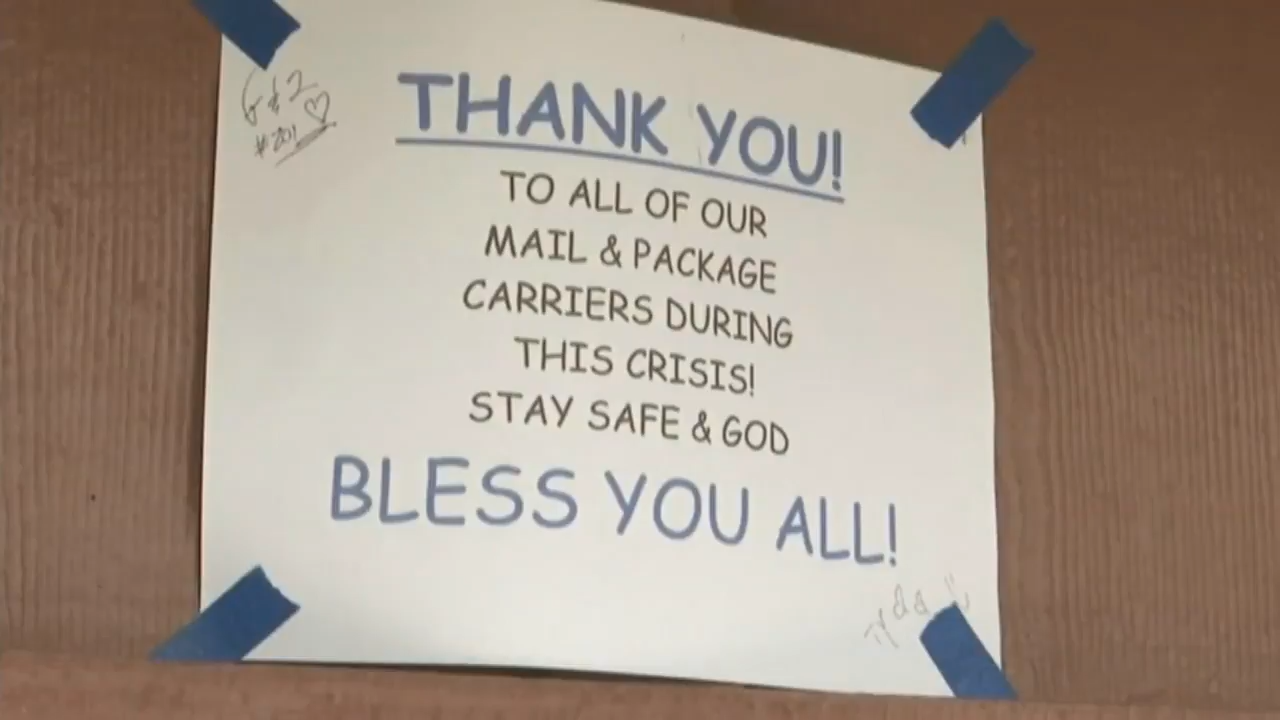 G & 2
#201
THANK YOU!
TO ALL OF OUR
MAIL & PACKAGE
CARRIERS DURING
THIS CRISIS!
STAY SAFE & GOD
BLESS YOU ALL!